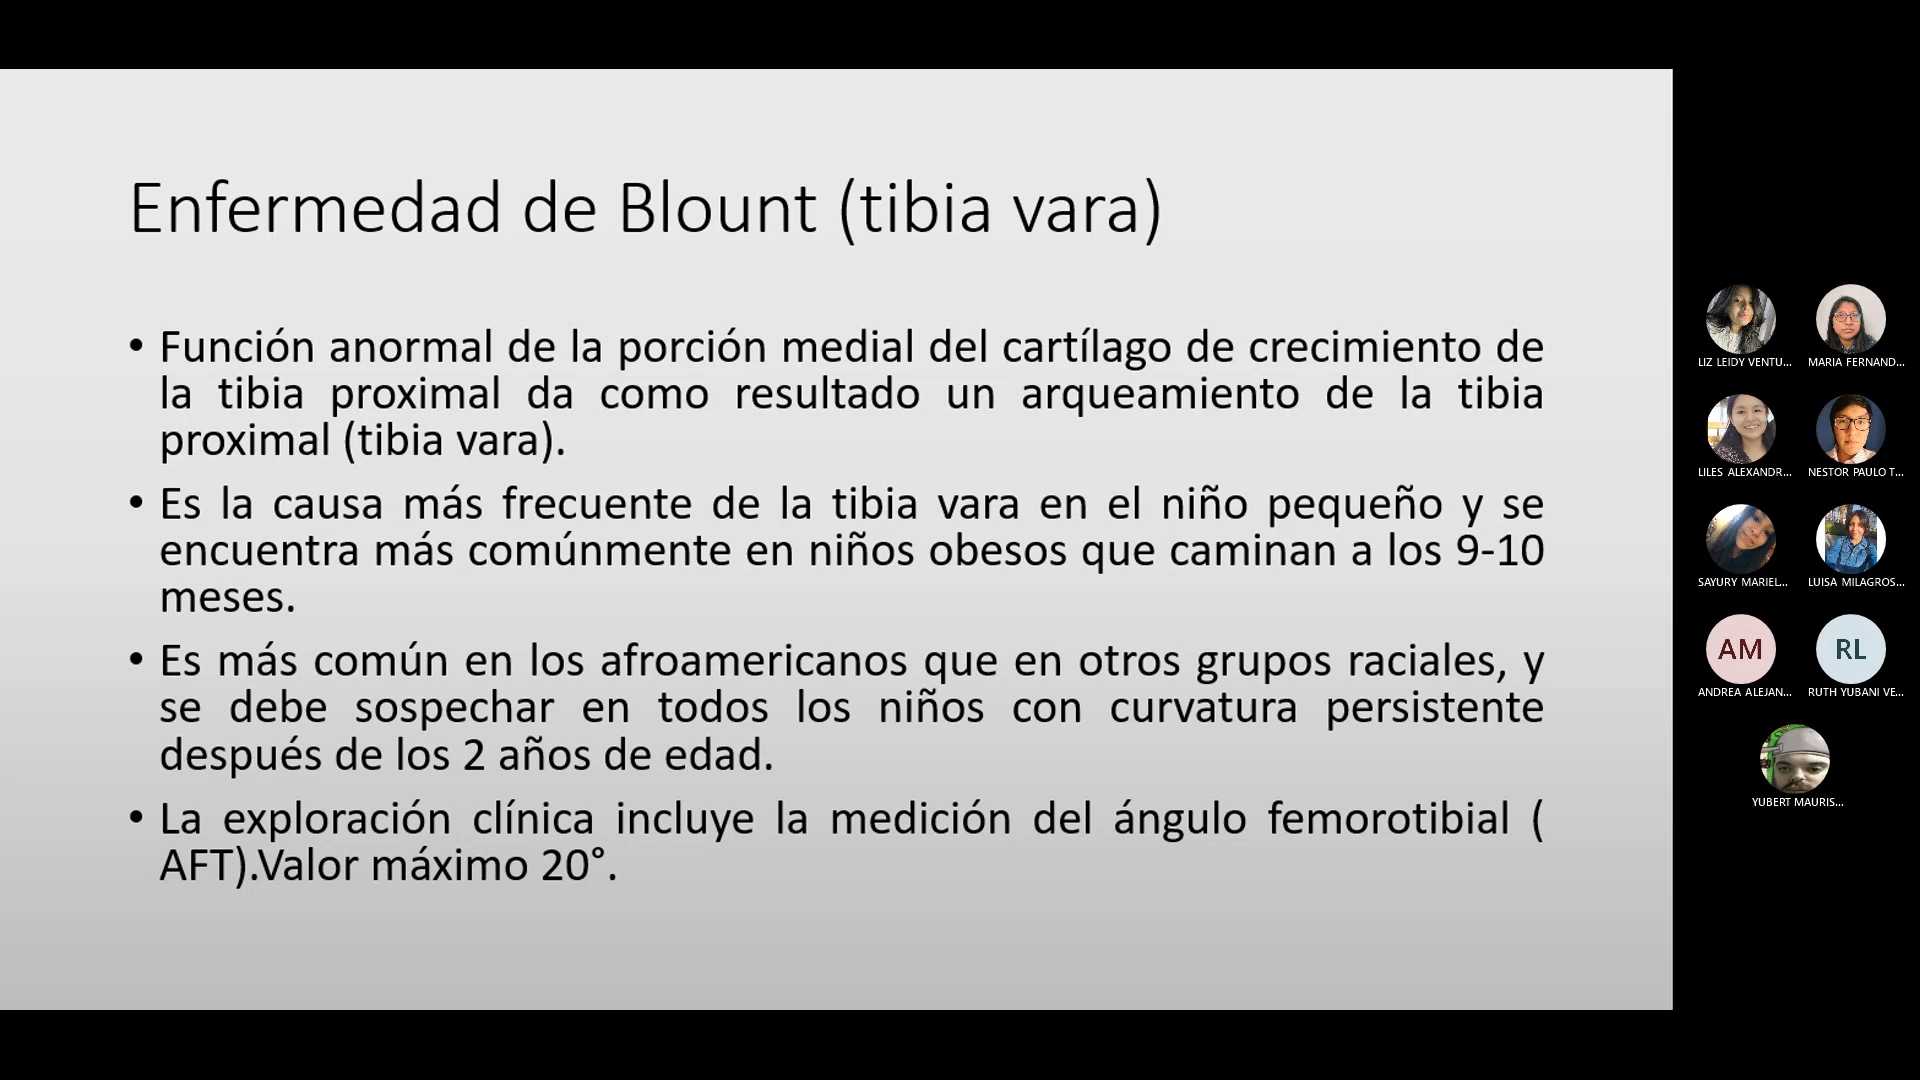 Enfermedad de Blount (tibia vara)
• Función anormal de la porción medial del cartílago de crecimiento de
la tibia proximal da como resultado un arqueamiento de la tibia
proximal (tibia vara).
• Es la causa más frecuente de la tibia vara en el niño pequeño y se
encuentra más comúnmente en niños obesos que caminan a los 9-10
meses.
• Es más común en los afroamericanos que en otros grupos raciales, y
se debe sospechar en todos los niños con curvatura persistente
después de los 2 años de edad.
• La exploración clínica incluye la medición del ángulo femorotibial (
AFT).Valor máximo 20°.
LIZ LEIDY VENTU...
MARIA FERNAND...
LILES ALEXANDR...
NESTOR PAULO T...
SAYURY MARIEL...
LUISA MILAGROS...
AM
RL
ANDREA ALEJAN...
RUTH YUBANI VE...
YUBERT MAURIS...